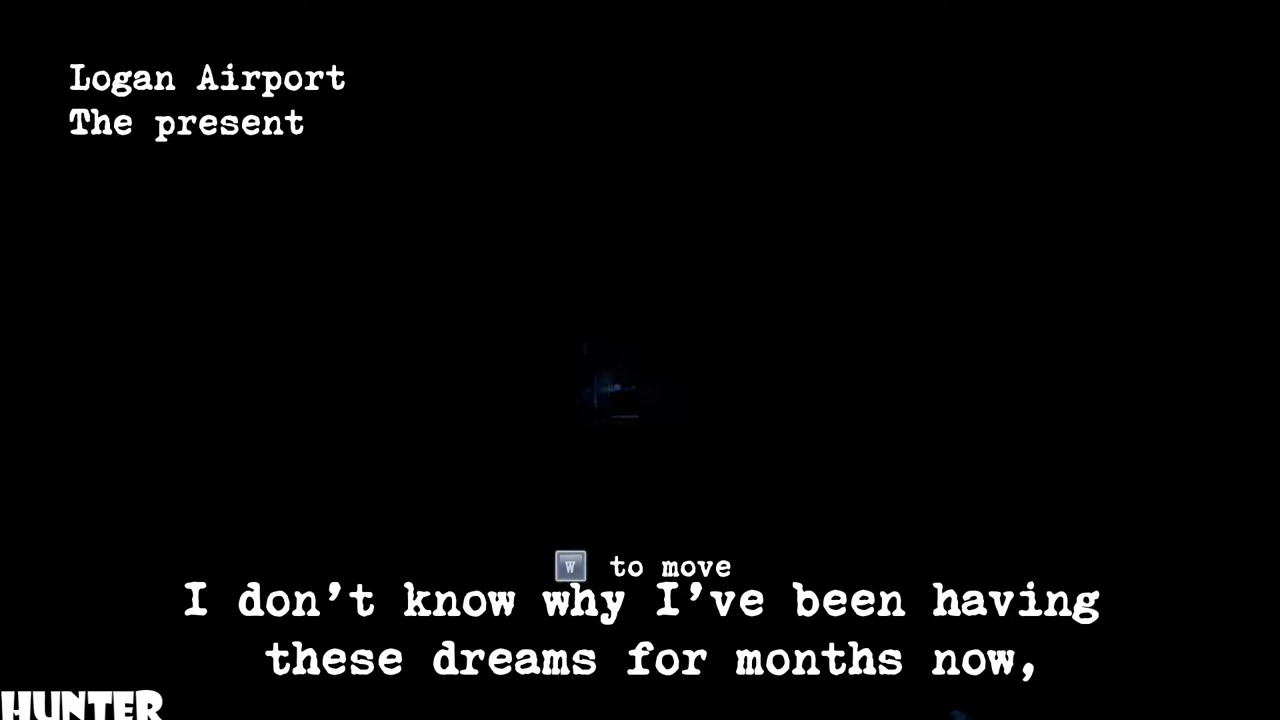 Logan Airport
The present
W to move
I don't know why I've been having
these dreams for months now,
HUNTER